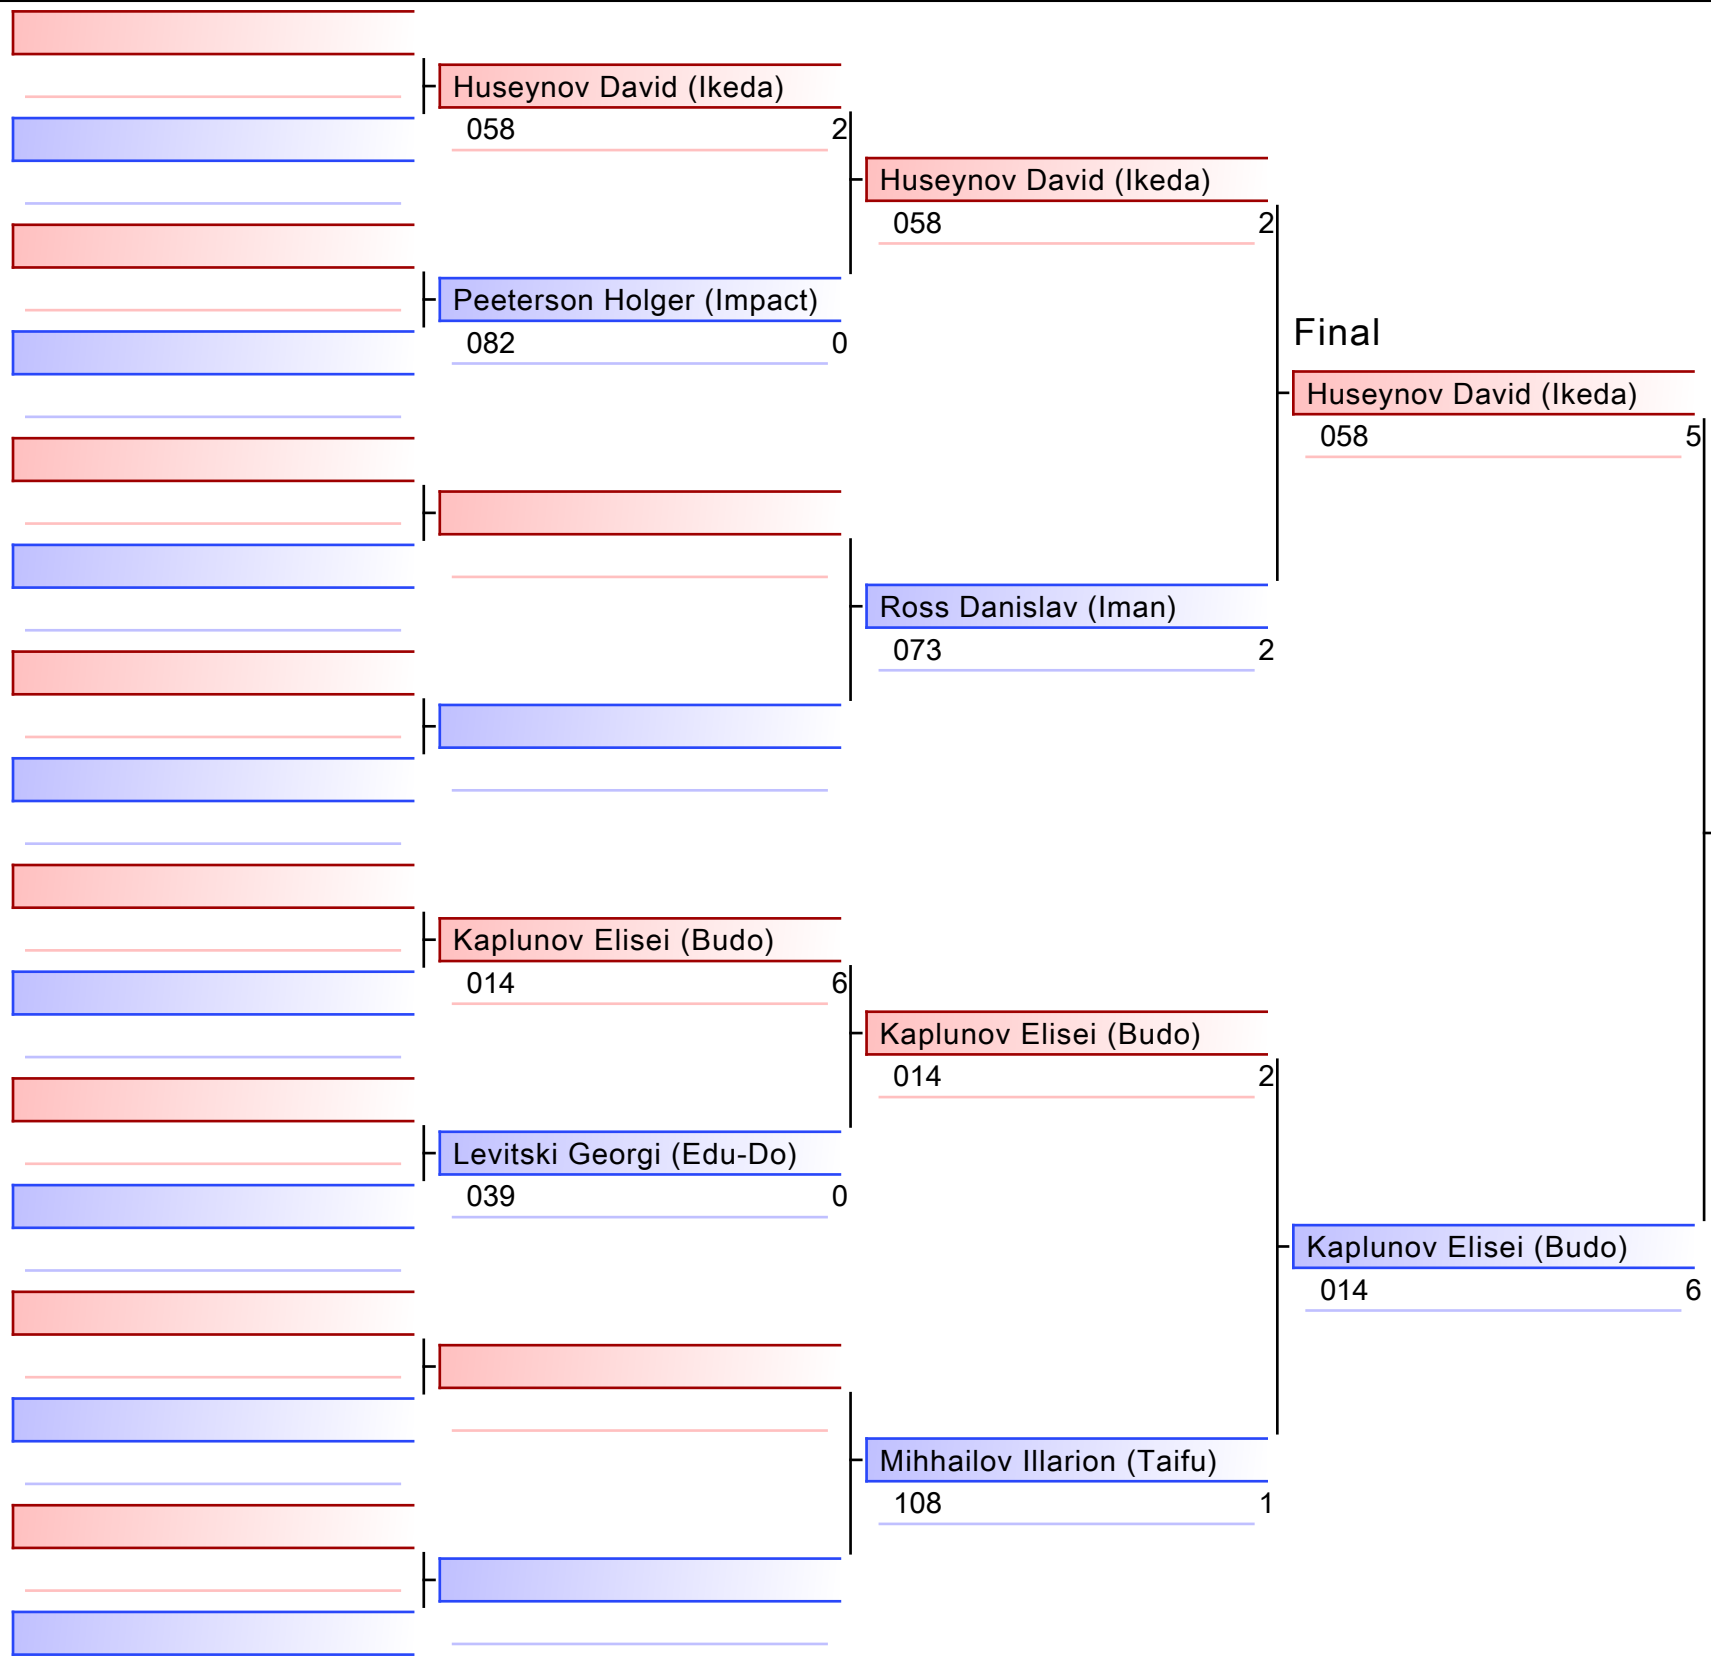 Huseynov David (Ikeda)
058 2
Peeterson Holger (Impact)
082 0
Kaplunov Elisei (Budo)
014 6
Levitski Georgi (Edu-Do)
039 0
Huseynov David (Ikeda)
058 2
Ross Danislav (Iman)
073 2
Kaplunov Elisei (Budo)
014 2
Mihhailov Illarion (Taifu)
108 1
Final
Huseynov David (Ikeda)
058 5
Kaplunov Elisei (Budo)
014 6